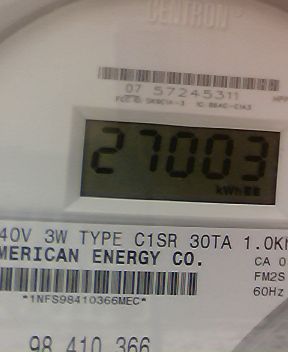 CENTRON®
07 57245311
27003
kWh
40V 3W TYPE C1SR 30TA 1.0Kh
MERICAN ENERGY CO.
CA 0
FM2S
60Hz
*1NFS98410366MEC*
98 410 366